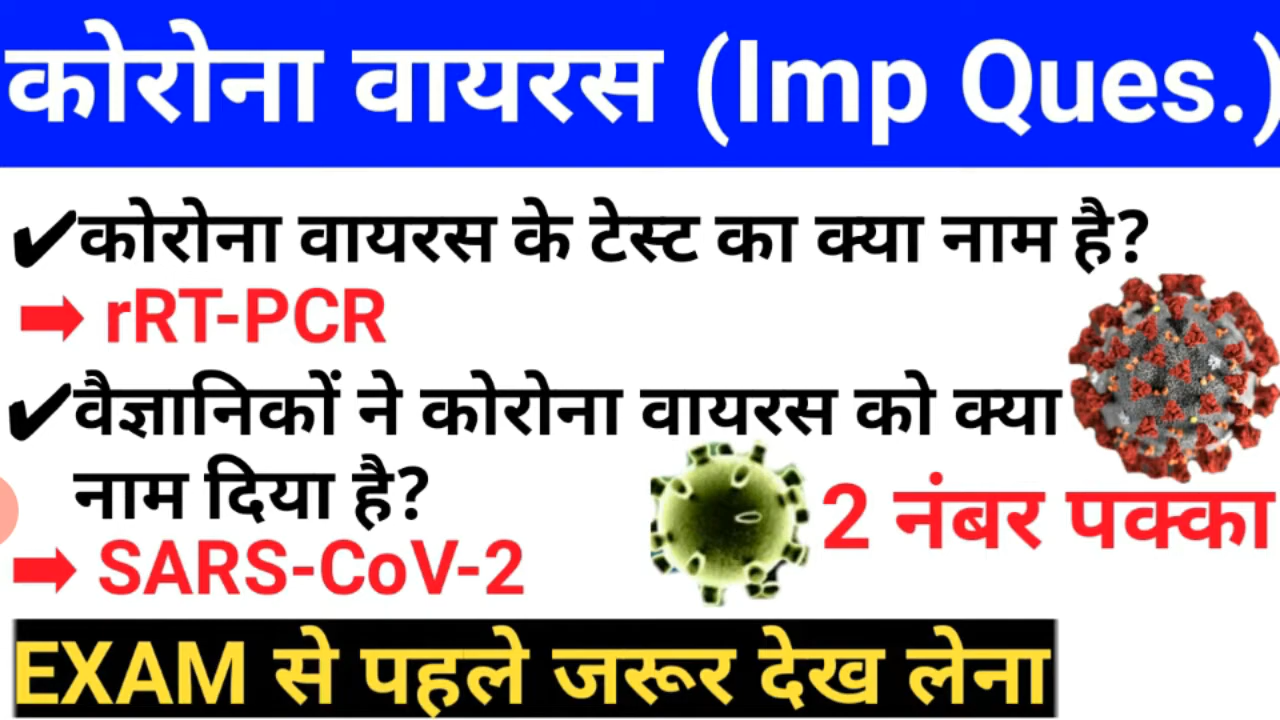 कोरोना वायरस (Imp Ques.)
✔कोरोना वायरस के टेस्ट का क्या नाम है?
➡ rRT-PCR
✔वैज्ञानिकों ने कोरोना वायरस को क्या
नाम दिया है?
2 नंबर पक्का
➡ SARS-CoV-2
EXAM से पहले जरूर देख लेना